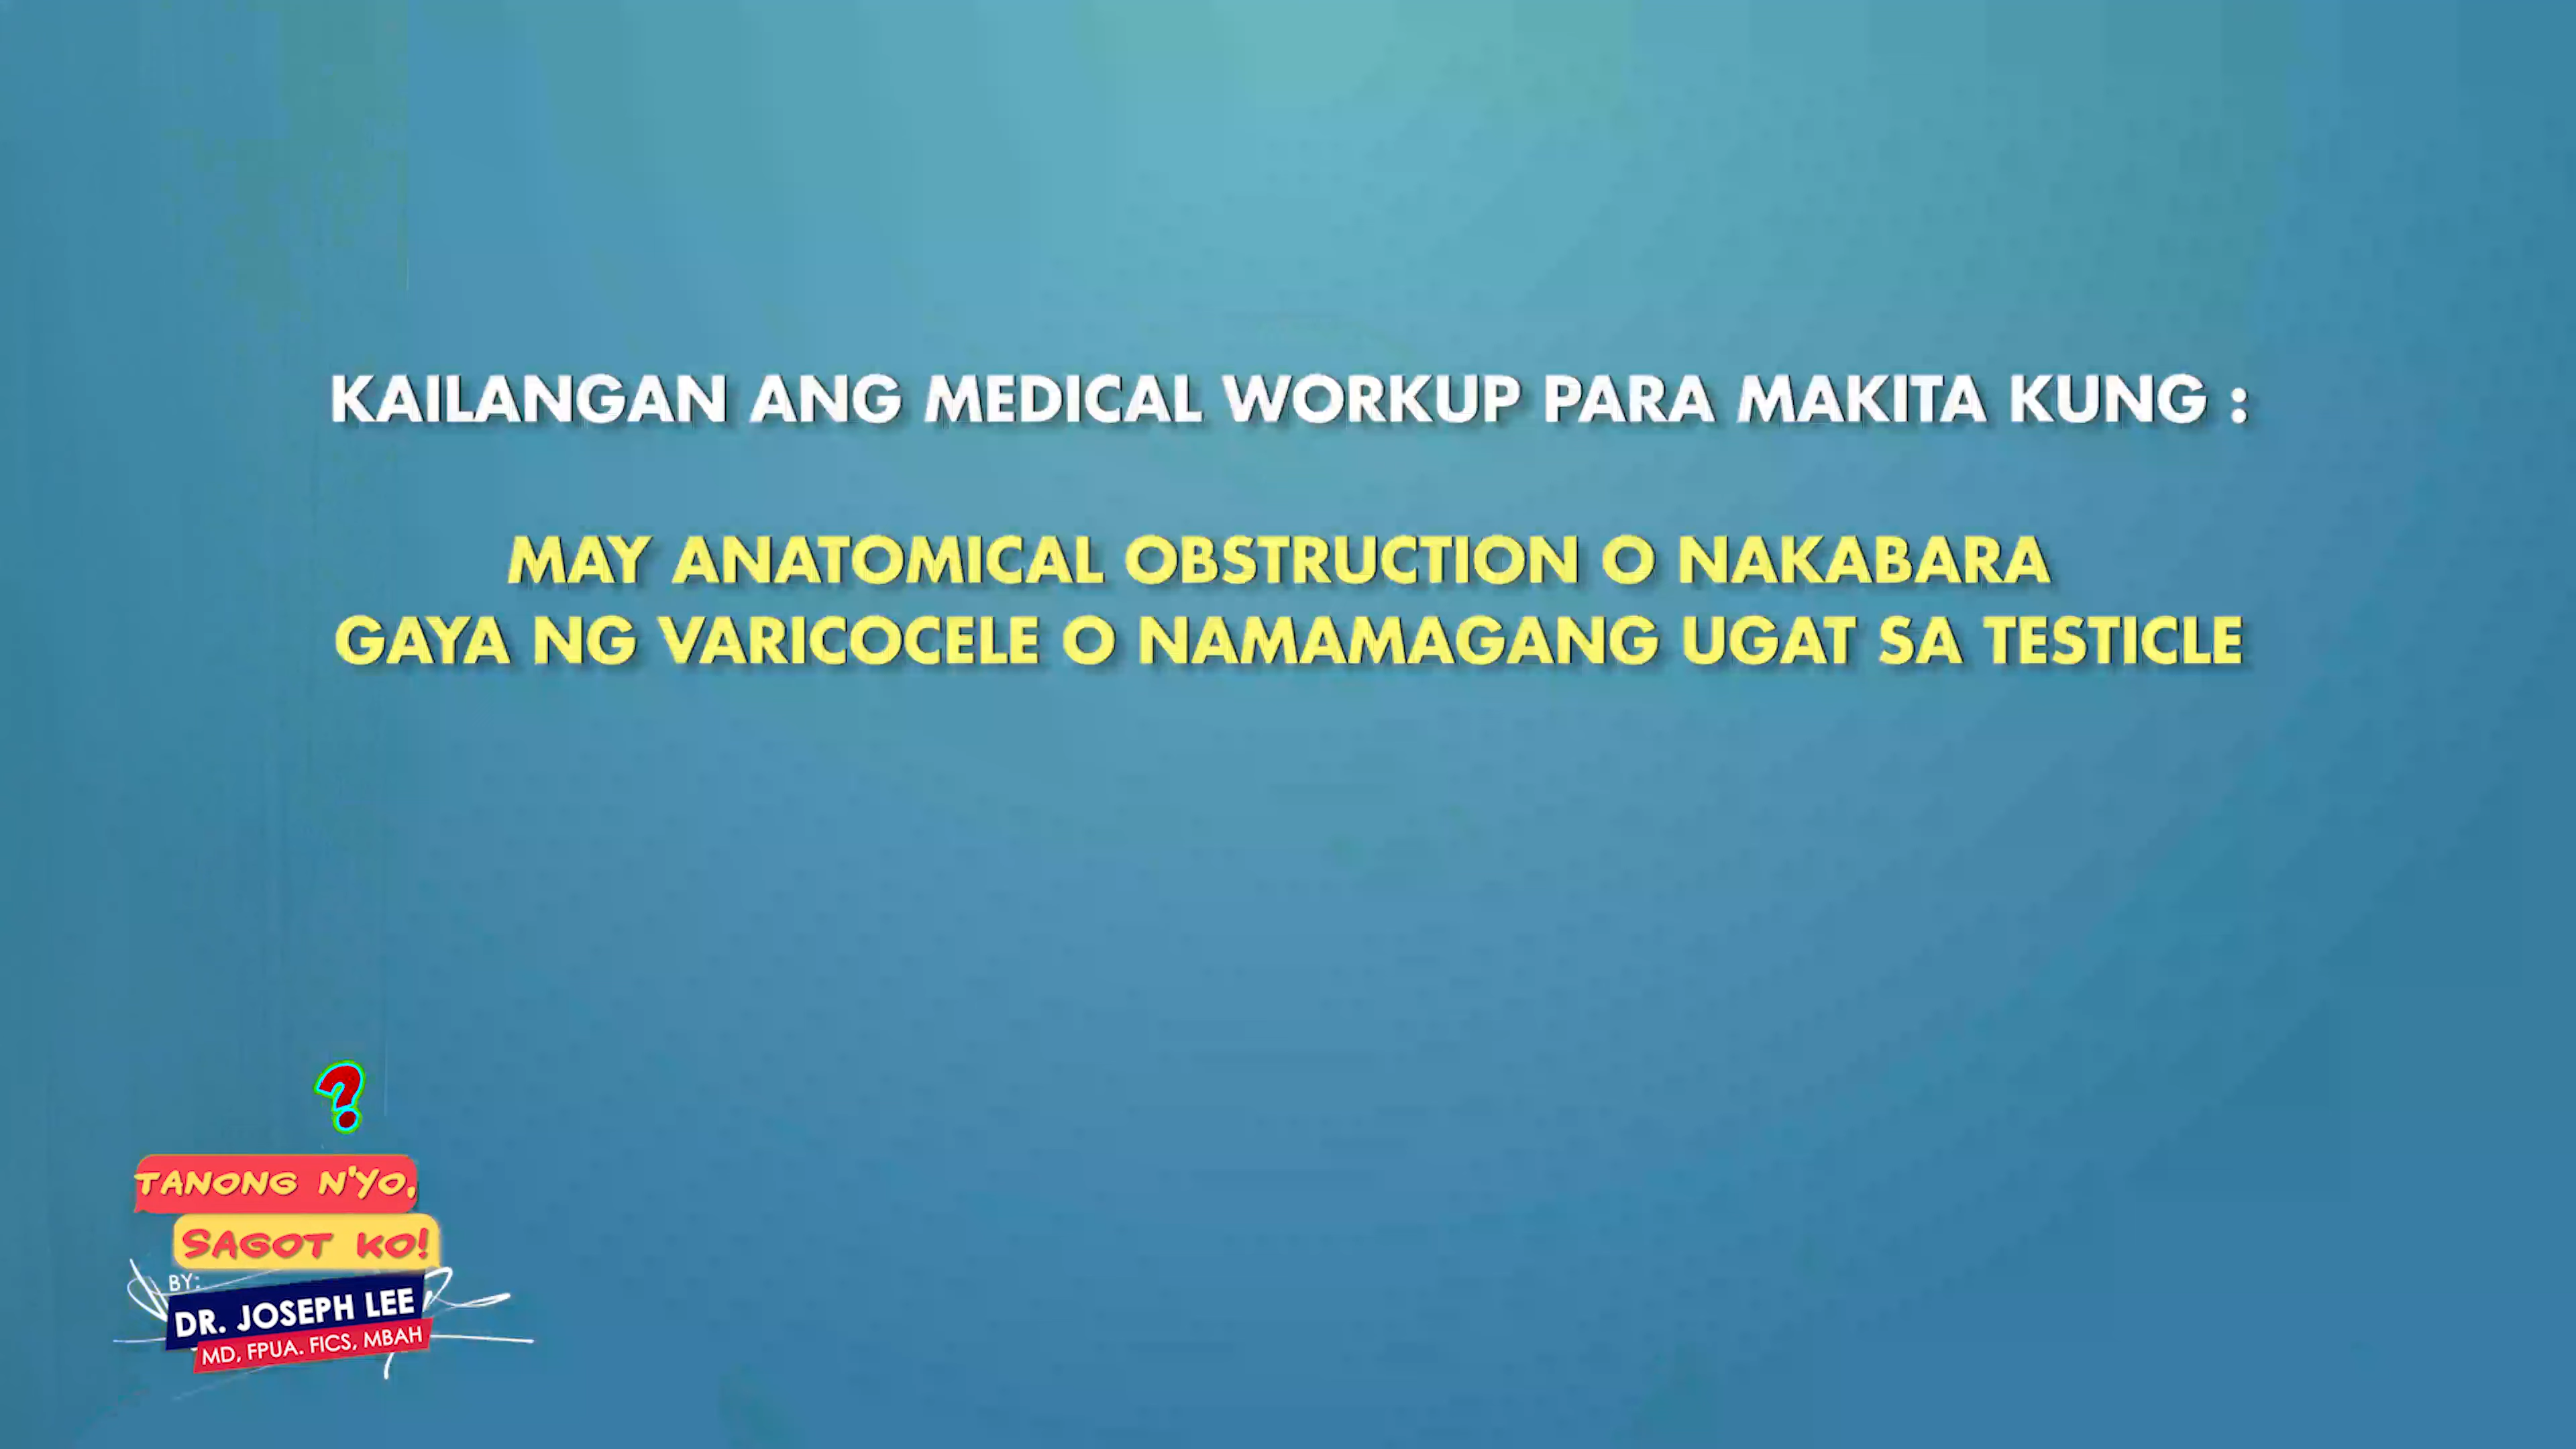 KAILANGAN ANG MEDICAL WORKUP PARA MAKITA KUNG :
MAY ANATOMICAL OBSTRUCTION O NAKABARA
GAYA NG VARICOCELE O NAMAMAGANG UGAT SA TESTICLE
?
TANONG N'YO,
SAGOT KO!
BY:
DR. JOSEPH LEE
MD, FPUA. FICS, MBAH